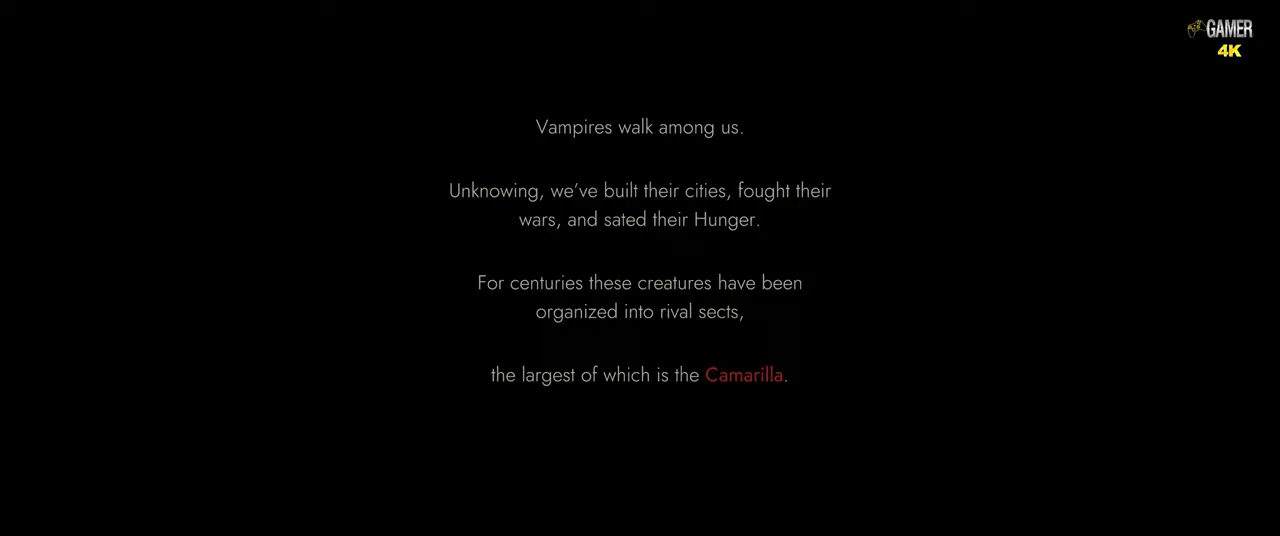 GAMER
4K
Vampires walk among us.
Unknowing, we've built their cities, fought their
wars, and sated their Hunger.
For centuries these creatures have been
organized into rival sects,
the largest of which is the Camarilla.